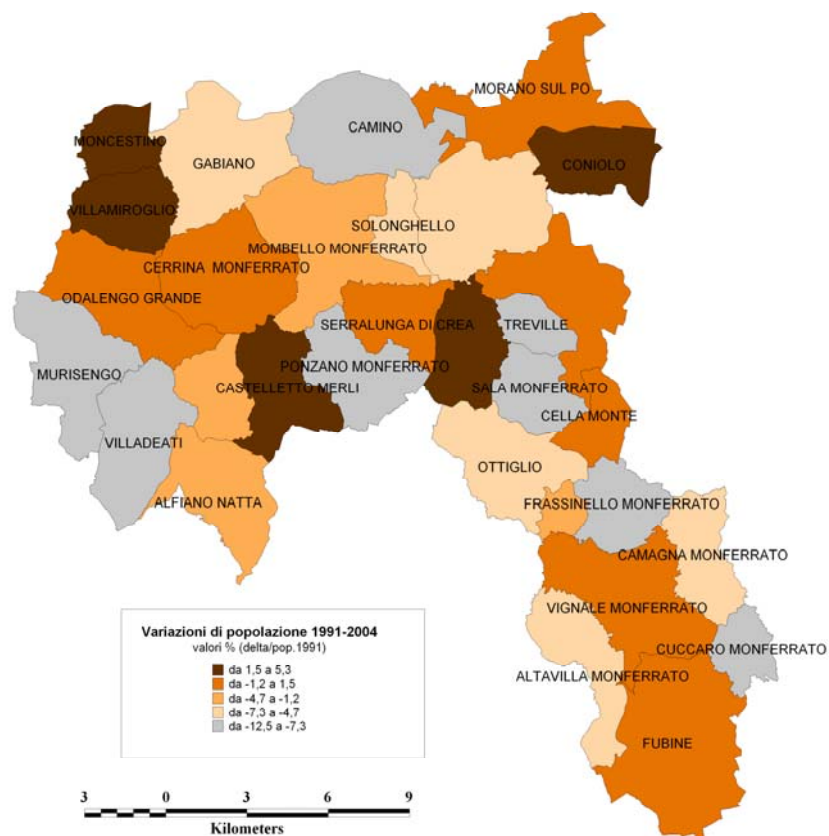 MORANO SUL PO
CAMINO
MONCESTINO
GABIANO
CONIOLO
VILLAMIROGLIO
SOLONGHELLO
MOMBELLO MONFERRATO
CERRINA MONFERRATO
ODALENGO GRANDE
SERRALUNGA DI CREA
TREVILLE
PONZANO MONFERRATO
MURISENGO
CASTELLETTO MERLI
SALA MONFERRATO
CELLA MONTE
VILLADEATI
OTTIGLIO
ALFIANO NATTA
FRASSINELLO MONFERRATO
CAMAGNA MONFERRATO
VIGNALE MONFERRATO
CUCCARO MONFERRATO
ALTAVILLA MONFERRATO
FUBINE
Variazioni di popolazione 1991-2004
valori % (delta/pop.1991)
da 1,5 a 5,3
da -1,2 a 1,5
da -4,7 a -1,2
da -7,3 a -4,7
da -12,5 a -7,3
3 0 3 6 9
Kilometers